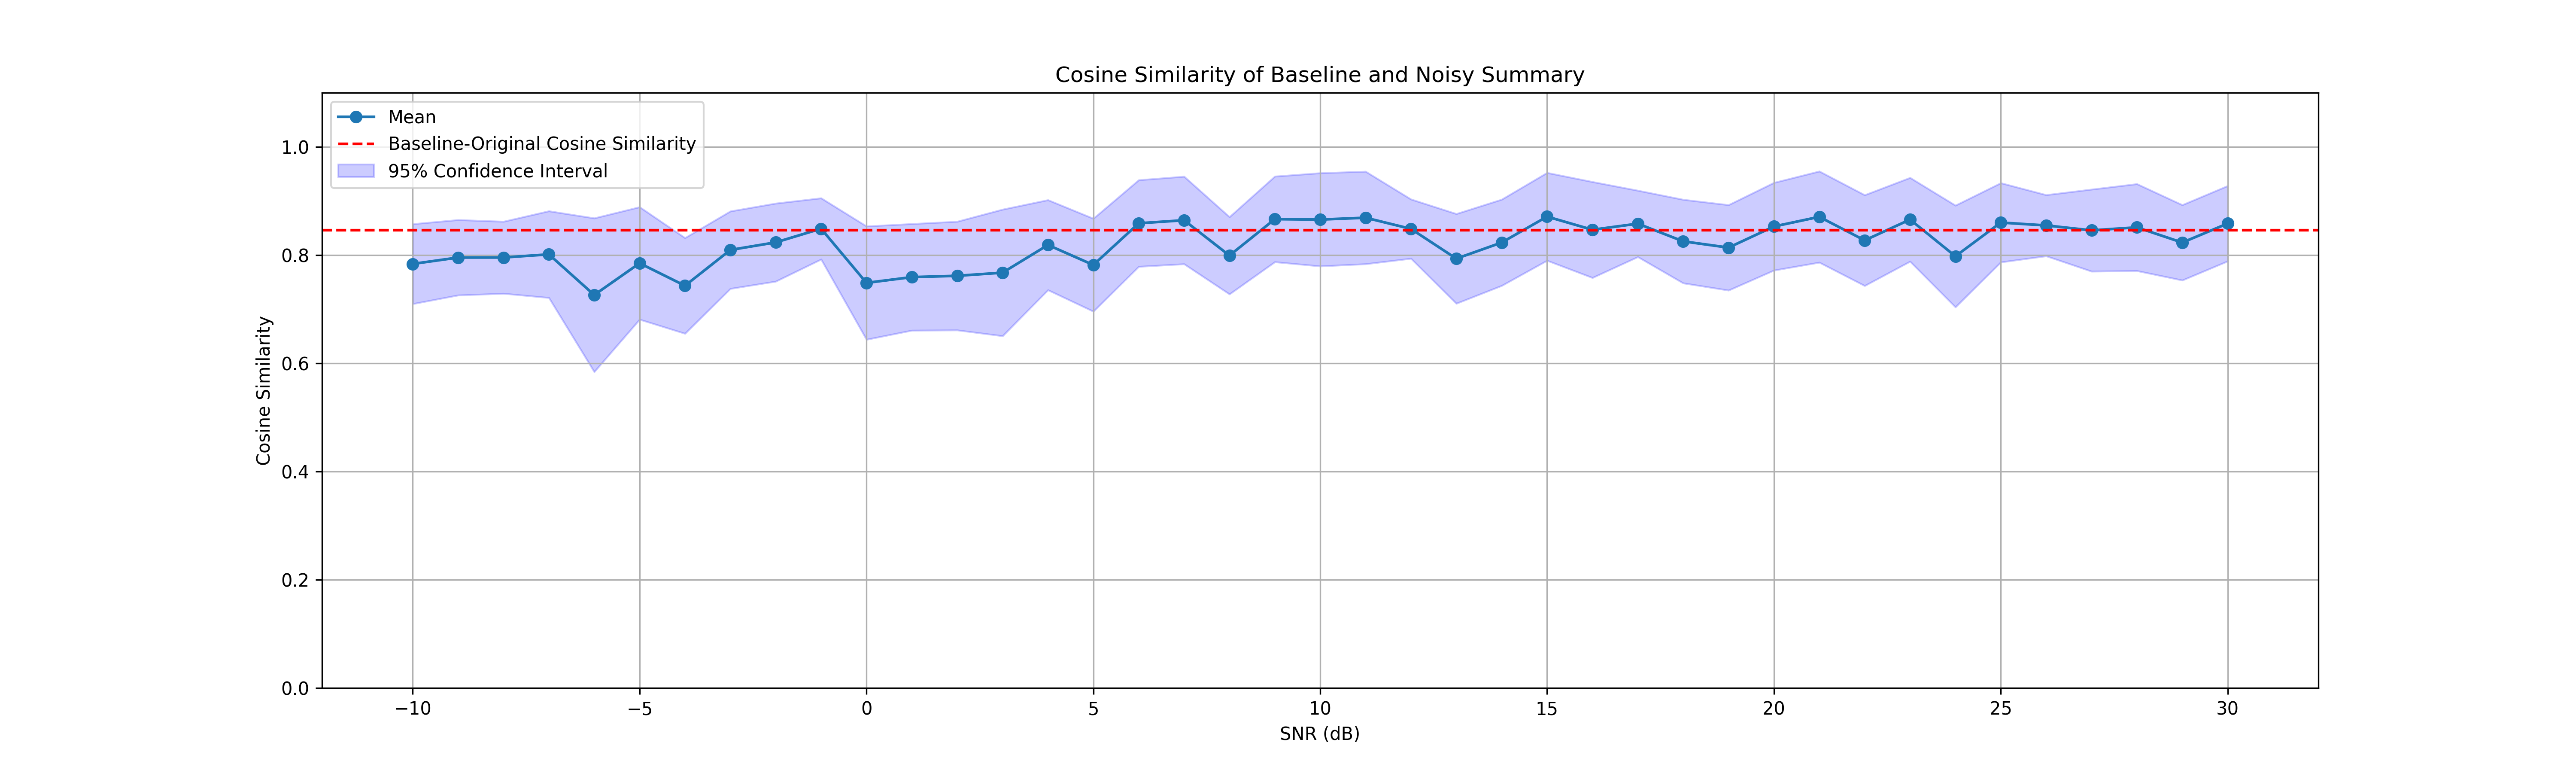 Cosine Similarity of Baseline and Noisy Summary
Mean
Baseline-Original Cosine Similarity
95% Confidence Interval
Cosine Similarity
1.0
0.8
0.6
0.4
0.2
0.0
−10 −5 0 5 10 15 20 25 30
SNR (dB)